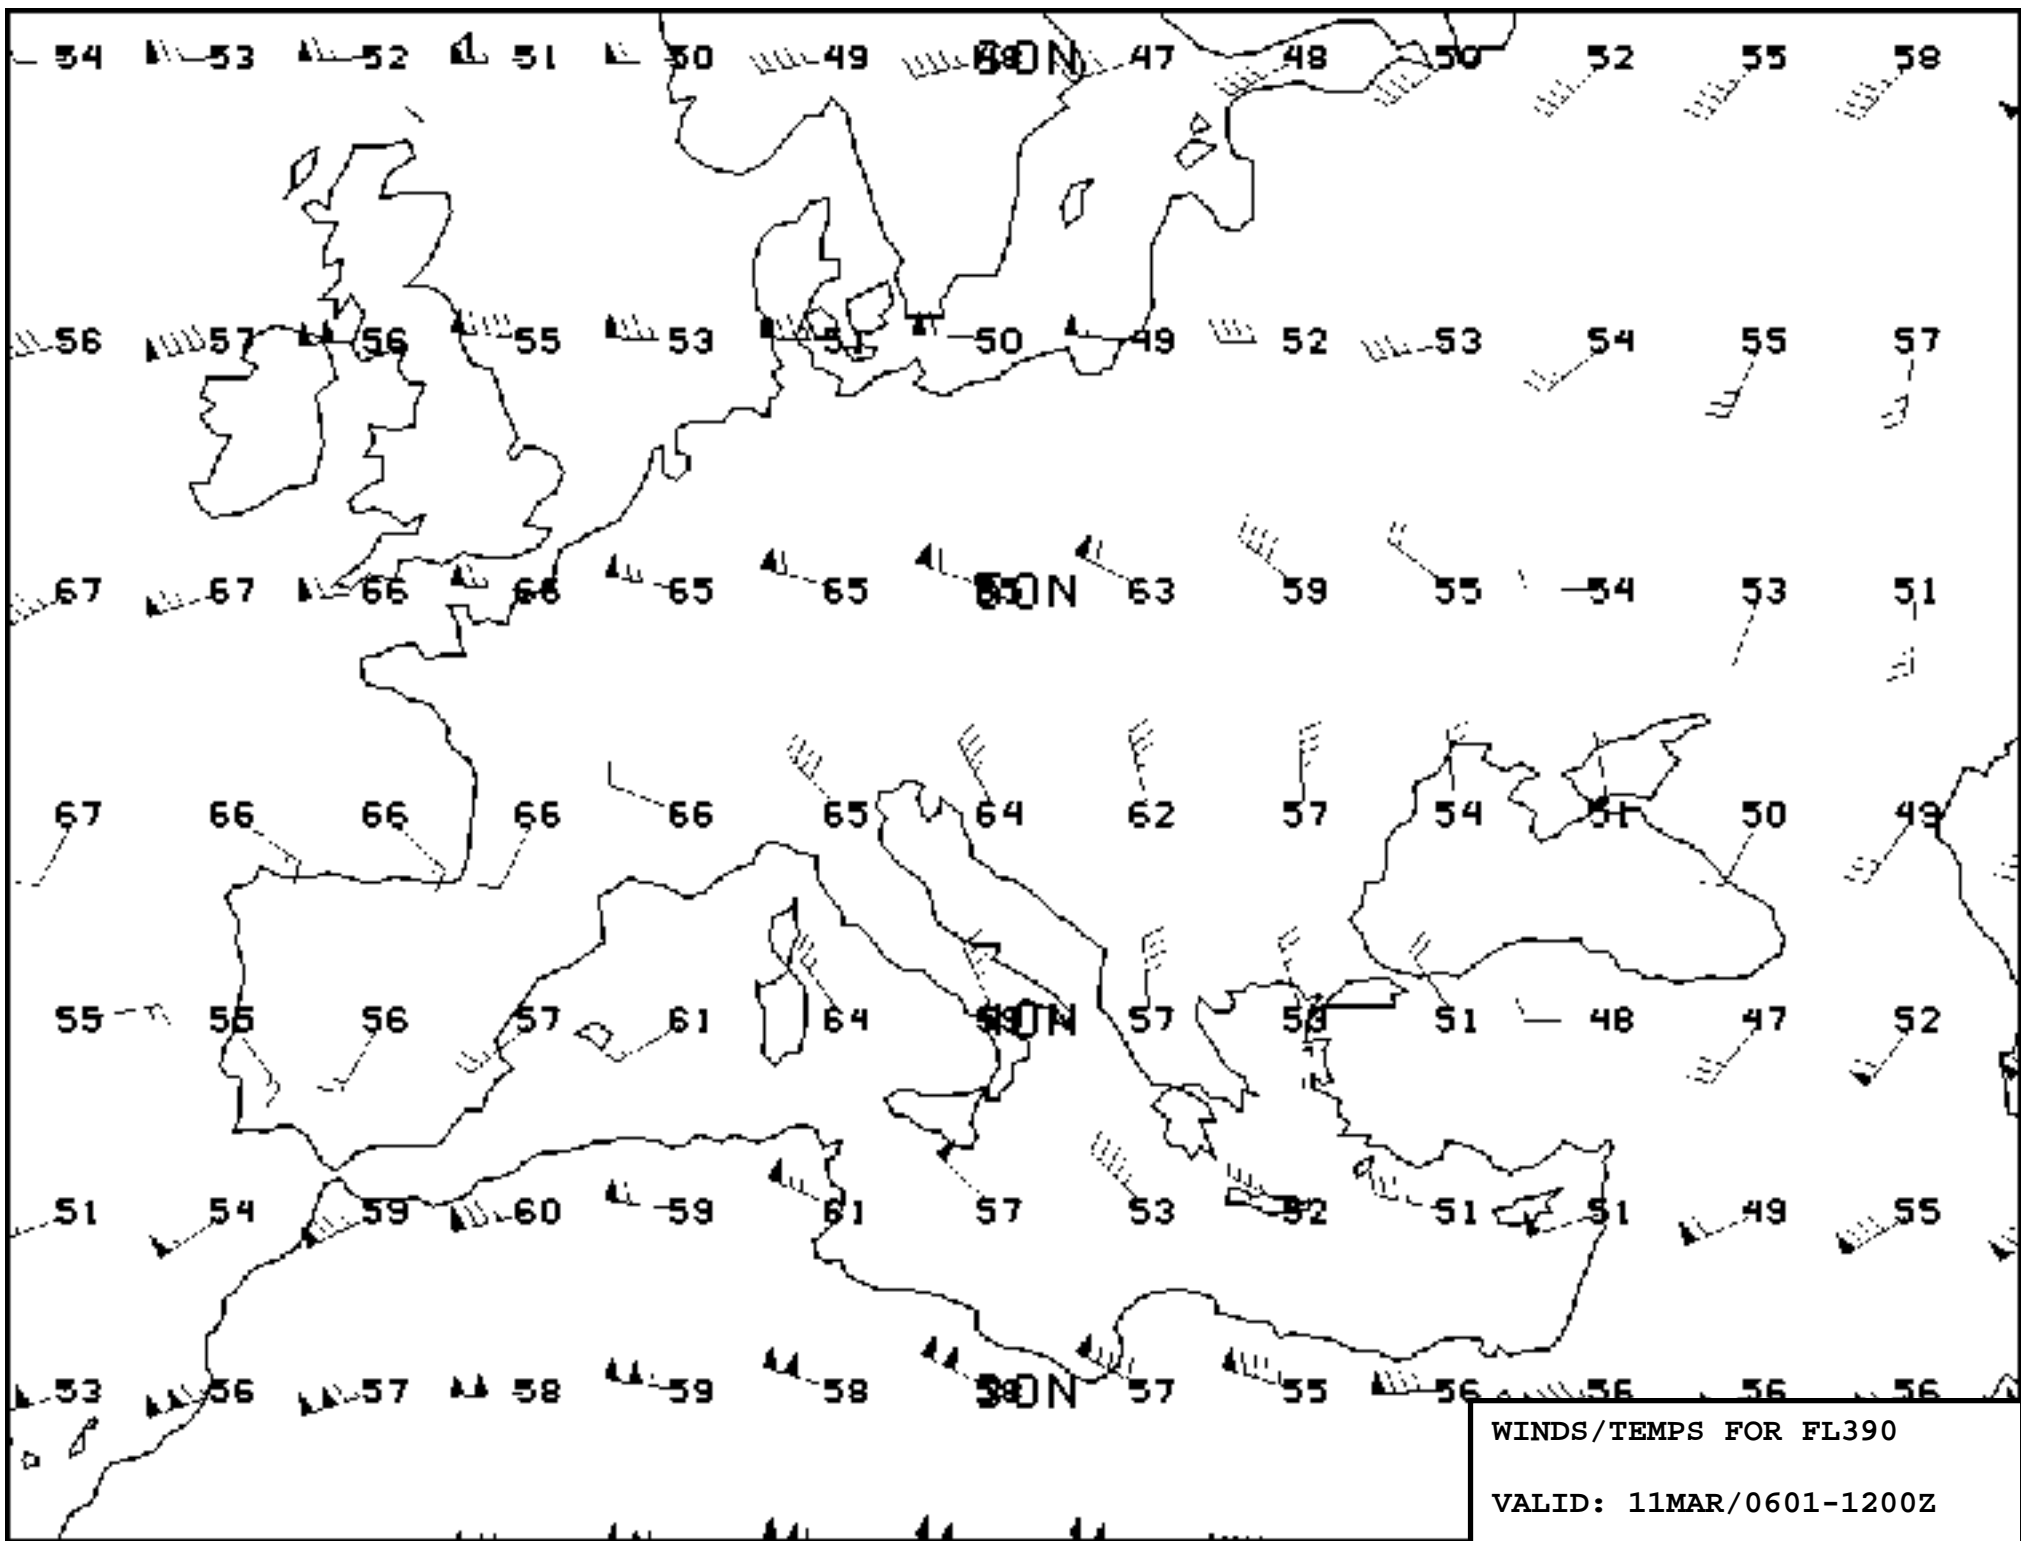 54 53 52 51 50 49 60N 47 48 50 52 55 58
56 57 56 55 53 50 49 52 53 54 55 57
67 67 66 66 65 65 50N 63 59 55 54 53 51
67 66 66 66 66 65 64 62 57 54 51 50 49
55 55 56 57 61 64 40N 57 53 51 48 47 52
51 54 59 60 59 61 57 53 52 51 51 49 55
53 56 57 58 59 58 30N 57 55 56 56 56 56
WINDS/TEMPS FOR FL390
VALID: 11MAR/0601-1200Z